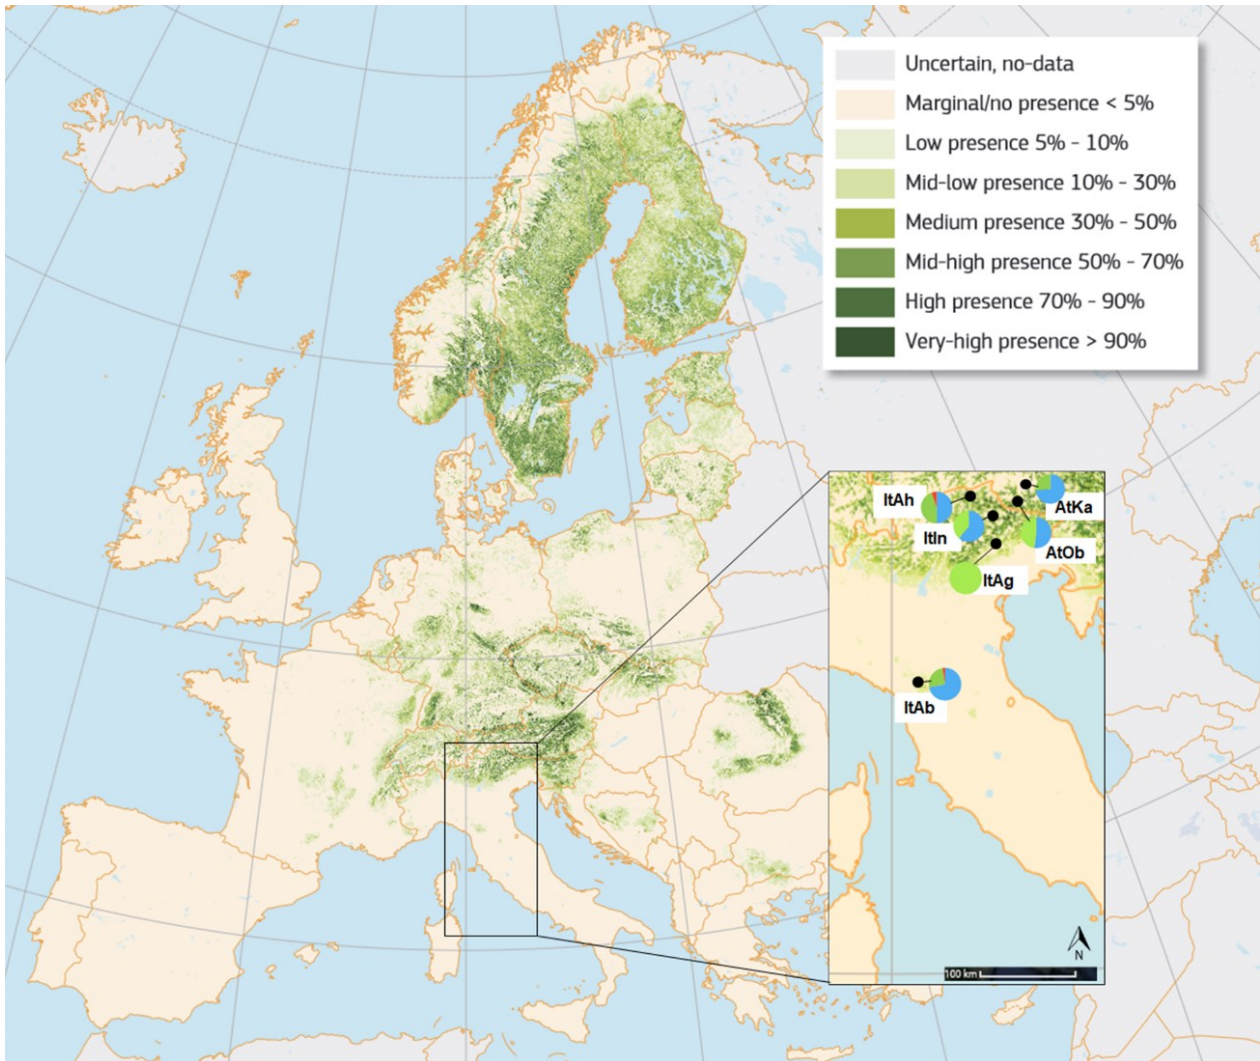 Uncertain, no-data
Marginal/no presence < 5%
Low presence 5% - 10%
Mid-low presence 10% - 30%
Medium presence 30% - 50%
Mid-high presence 50% - 70%
High presence 70% - 90%
Very-high presence > 90%
ItAh
AtKa
ItIn
AtOb
ItAg
ItAb
N
100 km